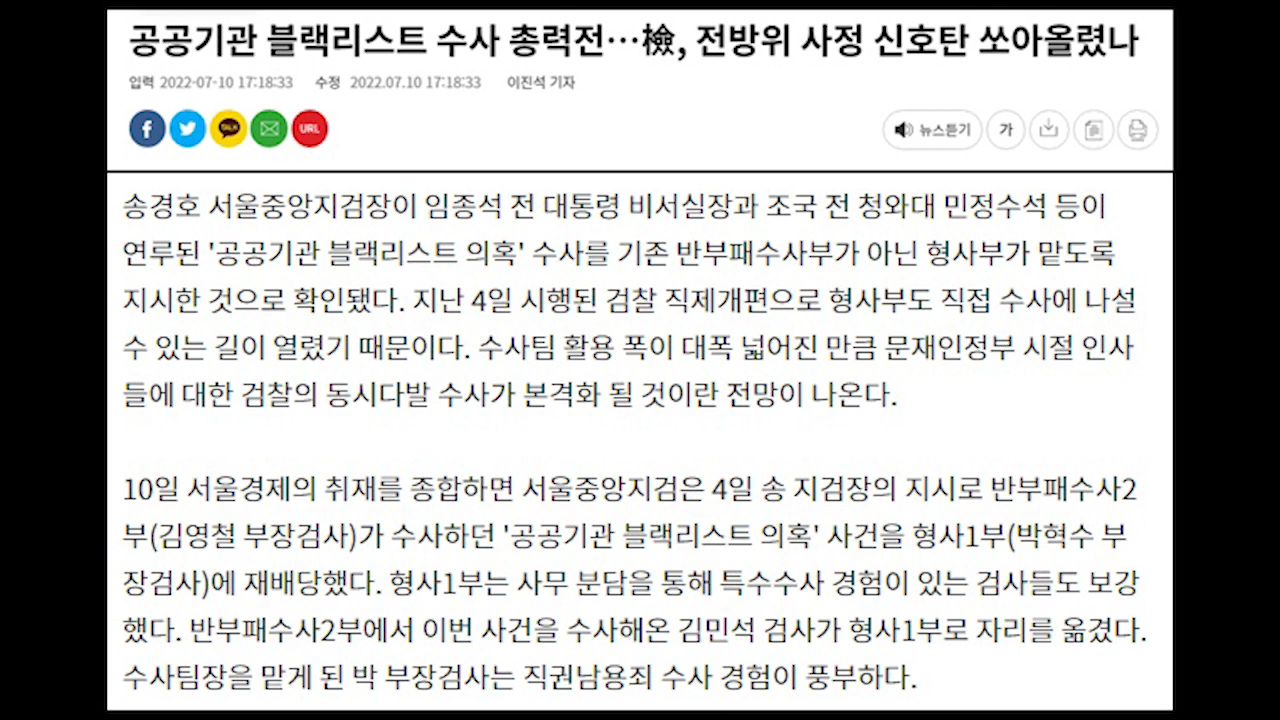 공공기관 블랙리스트 수사 총력전…檢, 전방위 사정 신호탄 쏘아올렸나
입력 2022-07-10 17:18:33 수정 2022.07.10 17:18:33 이진석 기자
f TALK URL 뉴스듣기 가
송경호 서울중앙지검장이 임종석 전 대통령 비서실장과 조국 전 청와대 민정수석 등이
연루된 '공공기관 블랙리스트 의혹' 수사를 기존 반부패수사부가 아닌 형사부가 맡도록
지시한 것으로 확인됐다. 지난 4일 시행된 검찰 직제개편으로 형사부도 직접 수사에 나설
수 있는 길이 열렸기 때문이다. 수사팀 활용 폭이 대폭 넓어진 만큼 문재인정부 시절 인사
들에 대한 검찰의 동시다발 수사가 본격화 될 것이란 전망이 나온다.
10일 서울경제의 취재를 종합하면 서울중앙지검은 4일 송 지검장의 지시로 반부패수사2
부(김영철 부장검사)가 수사하던 '공공기관 블랙리스트 의혹' 사건을 형사1부(박혁수 부
장검사)에 재배당했다. 형사1부는 사무 분담을 통해 특수수사 경험이 있는 검사들도 보강
했다. 반부패수사2부에서 이번 사건을 수사해온 김민석 검사가 형사1부로 자리를 옮겼다.
수사팀장을 맡게 된 박 부장검사는 직권남용죄 수사 경험이 풍부하다.